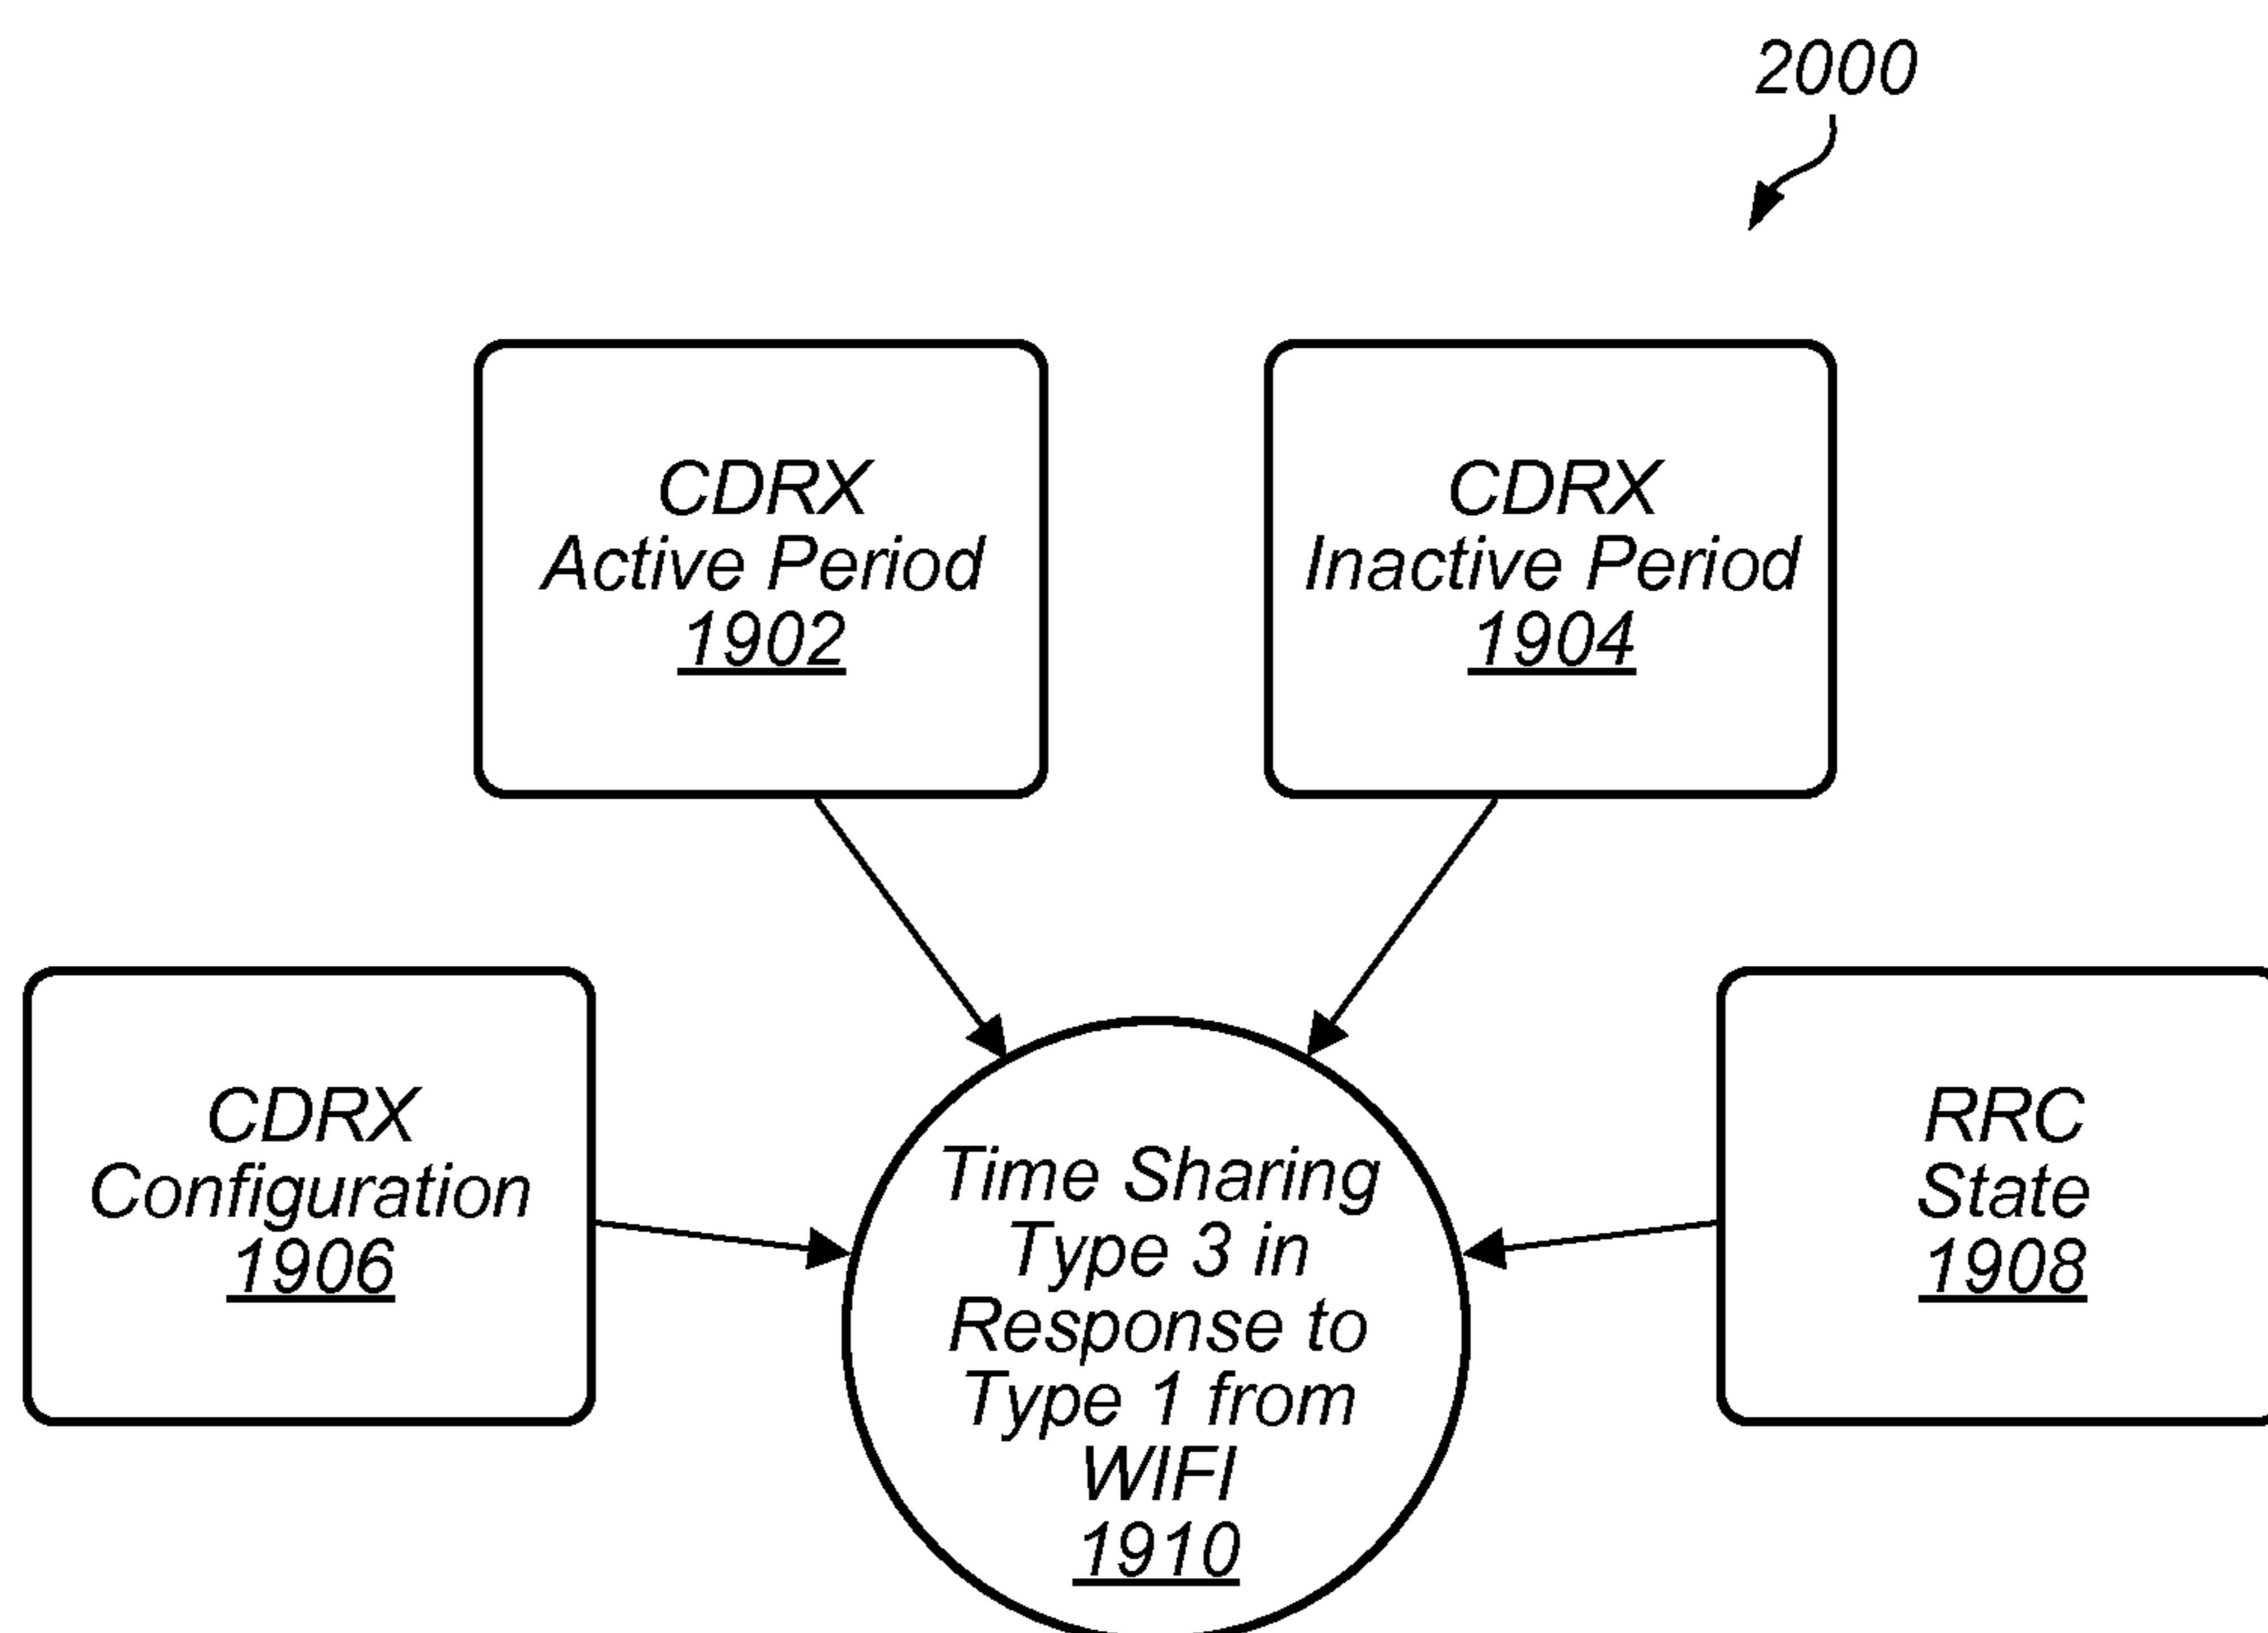 2000
CDRX
Active Period
1902
CDRX
Inactive Period
1904
CDRX
Configuration
1906
Time Sharing
Type 3 in
Response to
Type 1 from
WIFI
1910
RRC
State
1908